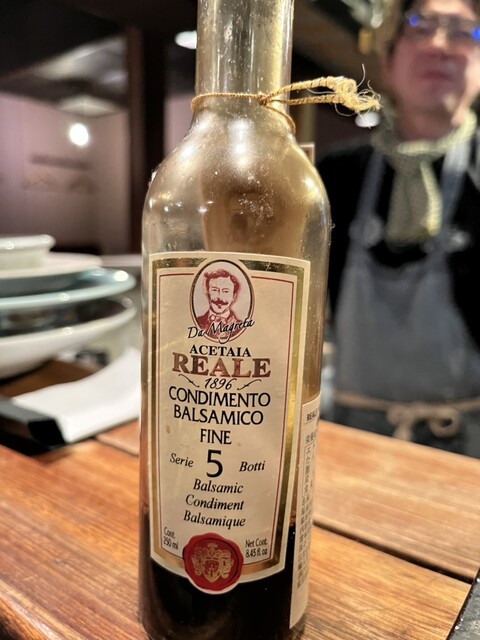 Da Magreta
ACETAIA
REALE
1896
CONDIMENTO
BALSAMICO
FINE
Serie 5 Botti
Balsamic
Condiment
Balsamique
Cont. Net Cont.
250 ml 8.45 fl oz